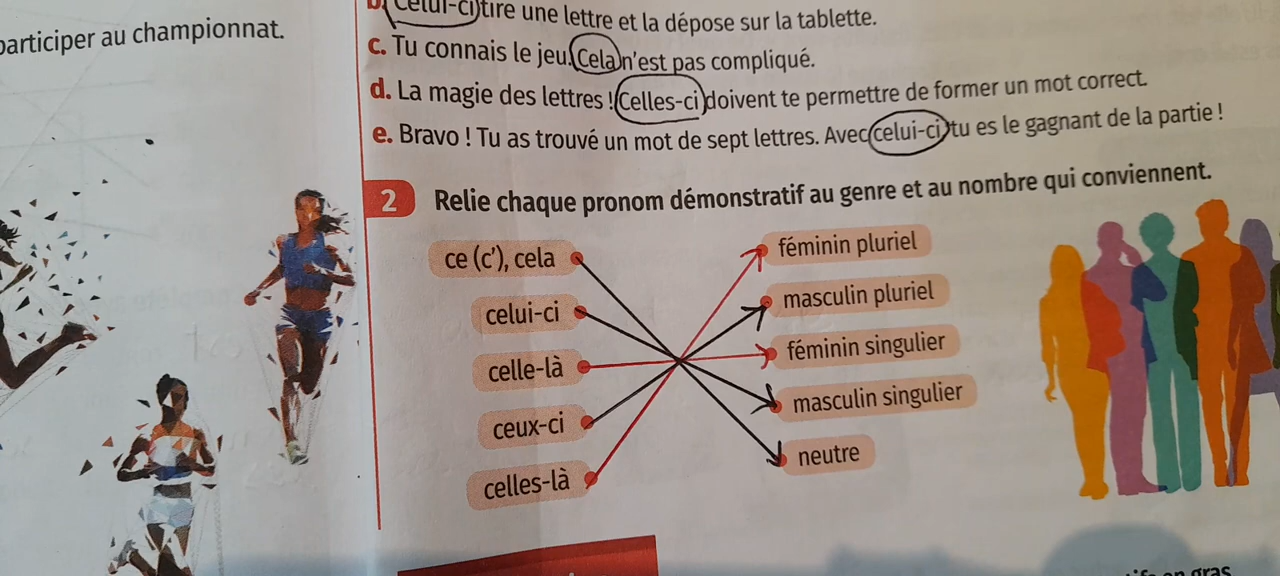 participer au championnat.
b. Celui-ci tire une lettre et la dépose sur la tablette.
c. Tu connais le jeu. Cela n'est pas compliqué.
d. La magie des lettres ! Celles-ci doivent te permettre de former un mot correct.
e. Bravo ! Tu as trouvé un mot de sept lettres. Avec celui-ci tu es le gagnant de la partie !
2 Relie chaque pronom démonstratif au genre et au nombre qui conviennent.
ce (c'), cela
celui-ci
celle-là
ceux-ci
celles-là
féminin pluriel
masculin pluriel
féminin singulier
masculin singulier
neutre
en gras